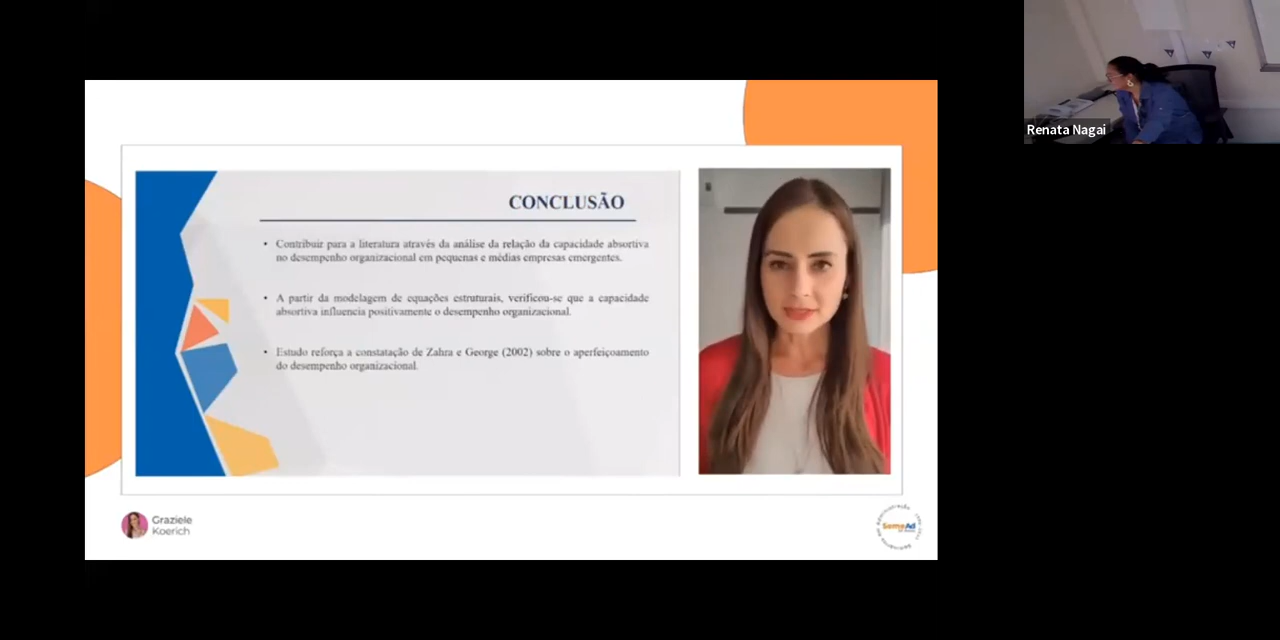 Renata Nagai
CONCLUSÃO
• Contribuir para a literatura através da análise da relação da capacidade absortiva
no desempenho organizacional em pequenas e médias empresas emergentes.
• A partir da modelagem de equações estruturais, verificou-se que a capacidade
absortiva influencia positivamente o desempenho organizacional.
• Estudo reforça a constatação de Zahra e George (2002) sobre o aperfeiçoamento
do desempenho organizacional.
Graziele
Koerich
SemeAd